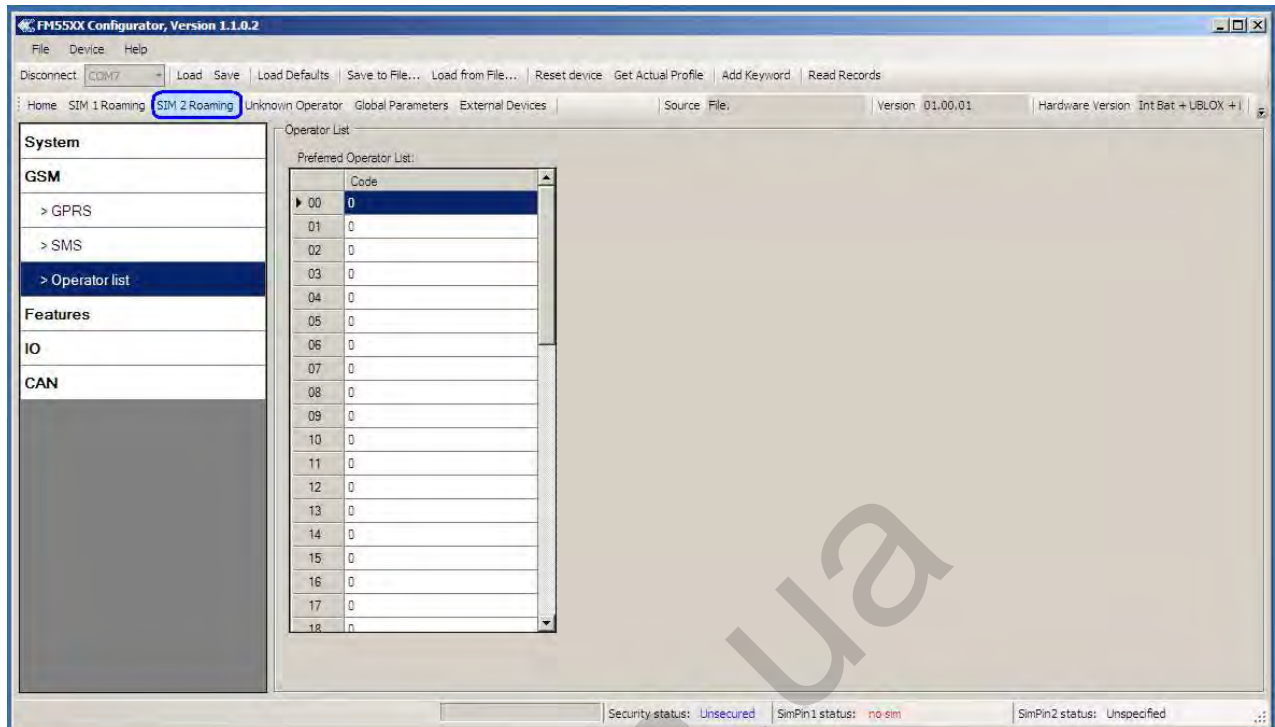 FM55XX Configurator, Version 1.1.0.2
File Device Help
Disconnect COM7 Load Save Load Defaults Save to File... Load from File... Reset device Get Actual Profile Add Keyword Read Records
Home SIM 1 Roaming SIM 2 Roaming Unknown Operator Global Parameters External Devices Source File. Version 01.00.01 Hardware Version Int Bat + UBLOX +
System
GSM
> GPRS
> SMS
> Operator list
Features
IO
CAN
Operator List
Preferred Operator List:
Code
00 0
01 0
02 0
03 0
04 0
05 0
06 0
07 0
08 0
09 0
10 0
11 0
12 0
13 0
14 0
15 0
16 0
17 0
18 0
ua
Security status: Unsecured SimPin1 status: no sim SimPin2 status: Unspecified